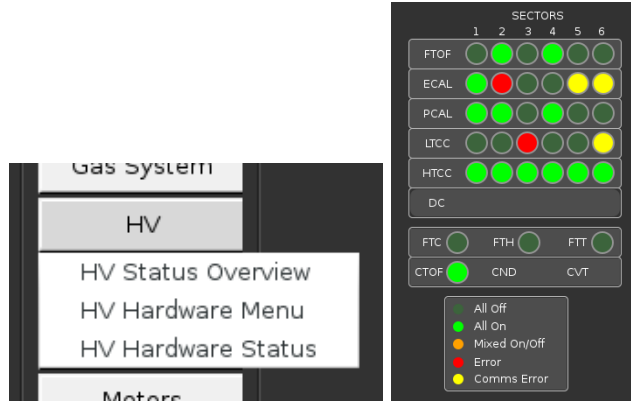 Gas System
HV
HV Status Overview
HV Hardware Menu
HV Hardware Status
Motors
SECTORS
1 2 3 4 5 6
FTOF
ECAL
PCAL
LTCC
HTCC
DC
FTC FTH FTT
CTOF CND CVT
All Off
All On
Mixed On/Off
Error
Comms Error